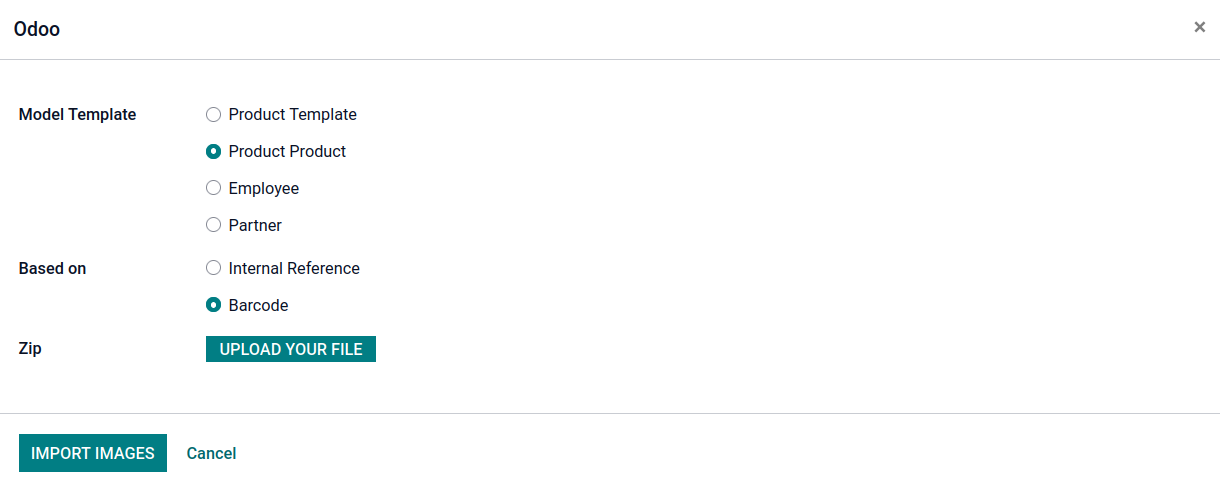 Odoo
×
Model Template
Product Template
Product Product
Employee
Partner
Based on
Internal Reference
Barcode
Zip
UPLOAD YOUR FILE
IMPORT IMAGES
Cancel